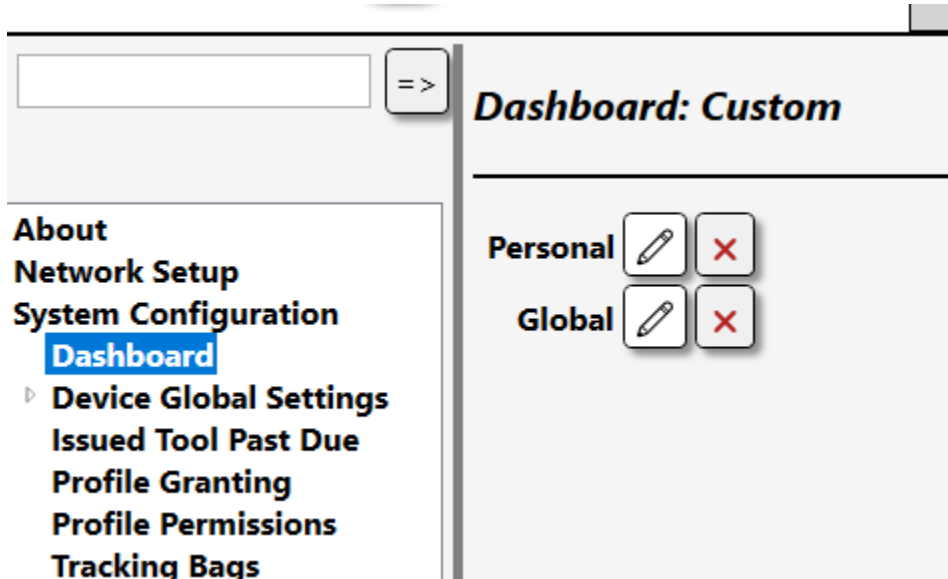 =>
Dashboard: Custom
About
Network Setup
System Configuration
Dashboard
Device Global Settings
Issued Tool Past Due
Profile Granting
Profile Permissions
Tracking Bags
Personal
Global